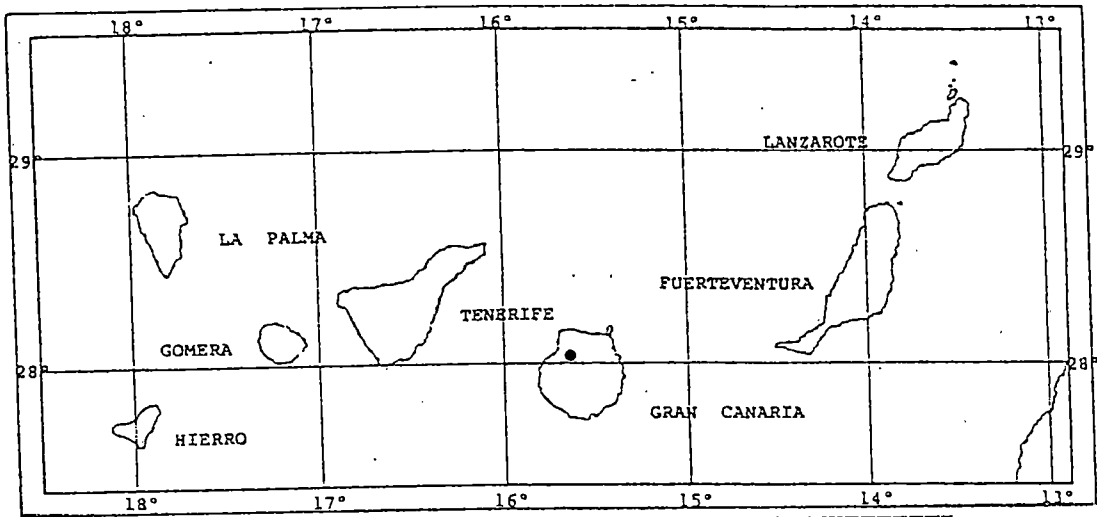 18° 17° 16° 15° 14° 13°
LANZAROTE
29° 29°
LA PALMA
FUERTEVENTURA
TENERIFE
GOMERA
28° 28°
GRAN CANARIA
HIERRO
18° 17° 16° 15° 14° 13°